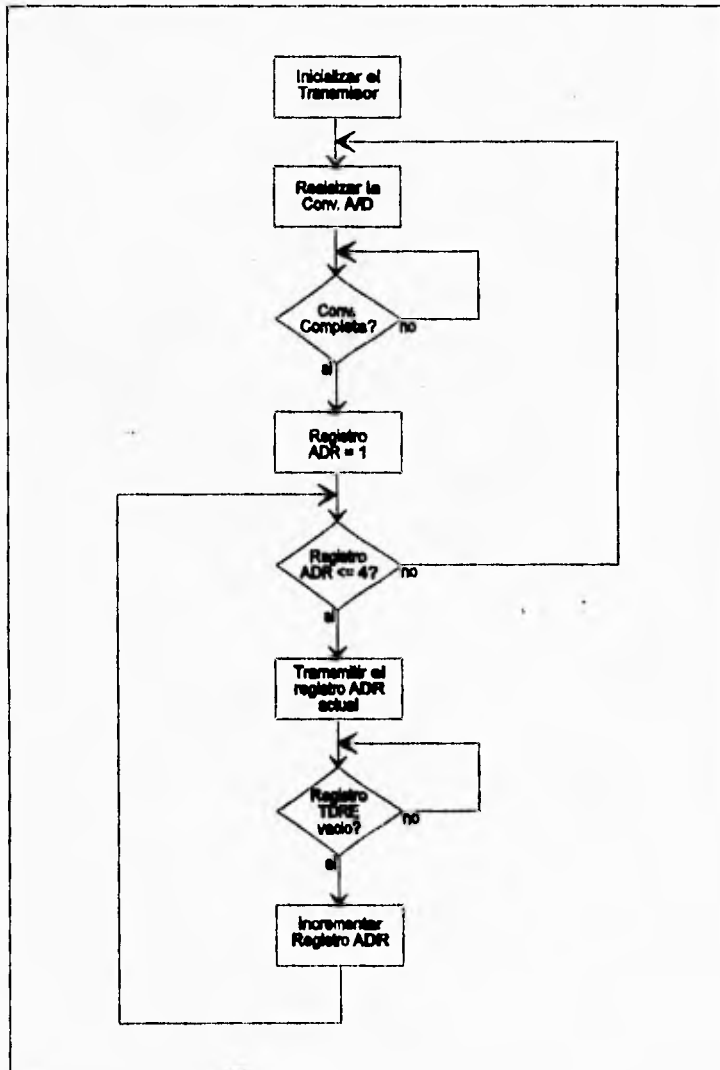 Inicializar el
Transmisor
Realizar la
Conv. A/D
Conv.
Completa?
no
si
Registro
ADR = 1
Registro
ADR <= 4?
no
si
Transmitir el
registro ADR
actual
Registro
TDRE
vacio?
no
si
Incrementar
Registro ADR